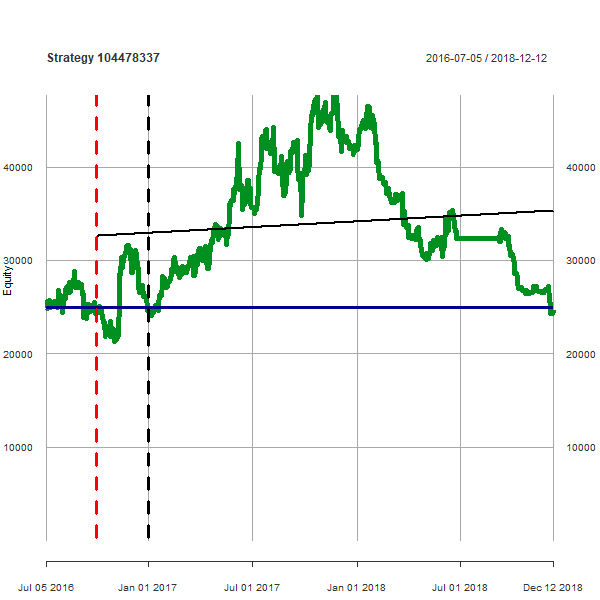 Strategy 104478337
2016-07-05 / 2018-12-12
40000
40000
30000
30000
Equity
20000
20000
10000
10000
Jul 05 2016
Jan 01 2017
Jul 01 2017
Jan 01 2018
Jul 01 2018
Dec 12 2018